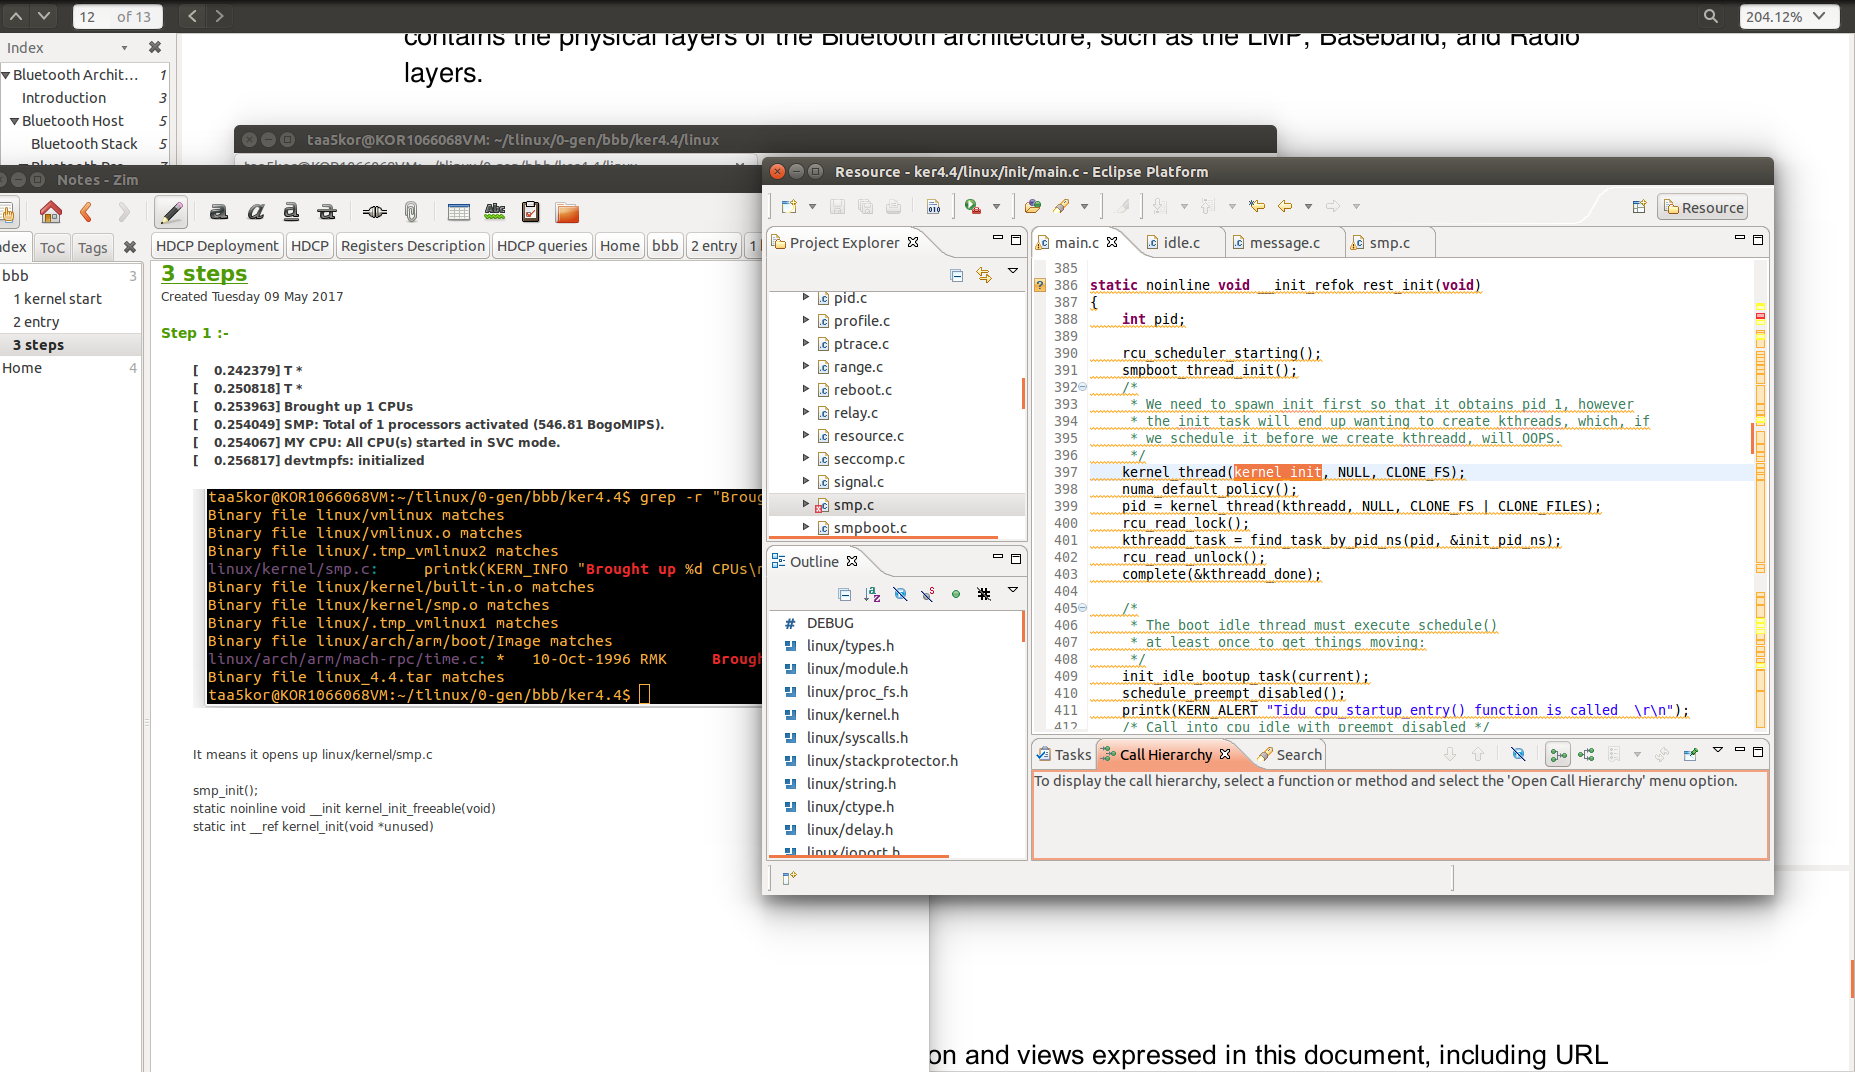 12 of 13
204.12%
Index
Bluetooth Archit... 1
Introduction 3
Bluetooth Host 5
Bluetooth Stack 5
contains the physical layers of the Bluetooth architecture, such as the LMP, Baseband, and Radio
layers.
taa5kor@KOR1066068VM: ~/tlinux/0-gen/bbb/ker4.4/linux
taa5kor@KOR1066068VM: ~/tlinux/0-gen/bbb/ker4.4/linux
Notes - Zim
ndex ToC Tags
bbb 3
1 kernel start
2 entry
3 steps
Home 4
HDCP Deployment HDCP Registers Description HDCP queries Home bbb 2 entry 1
3 steps
Created Tuesday 09 May 2017
Step 1 :-
[ 0.242379] T *
[ 0.250818] T *
[ 0.253963] Brought up 1 CPUs
[ 0.254049] SMP: Total of 1 processors activated (546.81 BogoMIPS).
[ 0.254067] MY CPU: All CPU(s) started in SVC mode.
[ 0.256817] devtmpfs: initialized
taa5kor@KOR1066068VM:~/tlinux/0-gen/bbb/ker4.4$ grep -r "Broug
Binary file linux/vmlinux matches
Binary file linux/vmlinux.o matches
Binary file linux/.tmp_vmlinux2 matches
linux/kernel/smp.c: printk(KERN_INFO "Brought up %d CPUs\
Binary file linux/kernel/built-in.o matches
Binary file linux/kernel/smp.o matches
Binary file linux/.tmp_vmlinux1 matches
Binary file linux/arch/arm/boot/Image matches
linux/arch/arm/mach-rpc/time.c: * 10-Oct-1996 RMK Brough
Binary file linux_4.4.tar matches
taa5kor@KOR1066068VM:~/tlinux/0-gen/bbb/ker4.4$
It means it opens up linux/kernel/smp.c
smp_init();
static noinline void __init kernel_init_freeable(void)
static int __ref kernel_init(void *unused)
Resource - ker4.4/linux/init/main.c - Eclipse Platform
Resource
Project Explorer
pid.c
profile.c
ptrace.c
range.c
reboot.c
relay.c
resource.c
seccomp.c
signal.c
smp.c
smpboot.c
Outline
DEBUG
linux/types.h
linux/module.h
linux/proc_fs.h
linux/kernel.h
linux/syscalls.h
linux/stackprotector.h
linux/string.h
linux/ctype.h
linux/delay.h
linux/ioport.h
main.c idle.c message.c smp.c
385
386 static noinline void __init_refok rest_init(void)
387 {
388 int pid;
389
390 rcu_scheduler_starting();
391 smpboot_thread_init();
392 /*
393 * We need to spawn init first so that it obtains pid 1, however
394 * the init task will end up wanting to create kthreads, which, if
395 * we schedule it before we create kthreadd, will OOPS.
396 */
397 kernel_thread(kernel_init, NULL, CLONE_FS);
398 numa_default_policy();
399 pid = kernel_thread(kthreadd, NULL, CLONE_FS | CLONE_FILES);
400 rcu_read_lock();
401 kthreadd_task = find_task_by_pid_ns(pid, &init_pid_ns);
402 rcu_read_unlock();
403 complete(&kthreadd_done);
404
405 /*
406 * The boot idle thread must execute schedule()
407 * at least once to get things moving:
408 */
409 init_idle_bootup_task(current);
410 schedule_preempt_disabled();
411 printk(KERN_ALERT "Tidu cpu_startup_entry() function is called \r\n");
412 /* Call into cpu_idle with preempt disabled */
Tasks Call Hierarchy Search
To display the call hierarchy, select a function or method and select the 'Open Call Hierarchy' menu option.
on and views expressed in this document, including URL